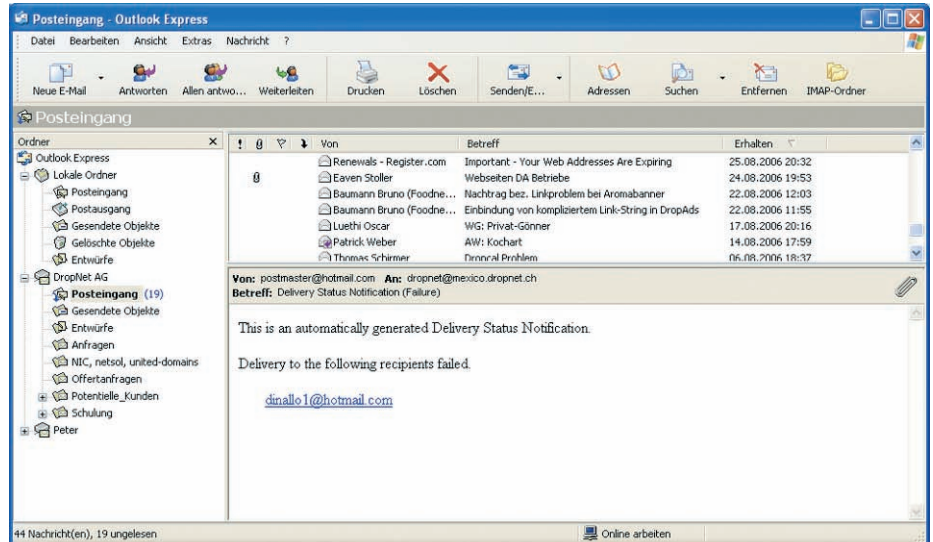 Posteingang - Outlook Express
Datei Bearbeiten Ansicht Extras Nachricht ?
Neue E-Mail Antworten Allen antwo... Weiterleiten Drucken Löschen Senden/E... Adressen Suchen Entfernen IMAP-Ordner
Posteingang
Ordner
Outlook Express
Lokale Ordner
Posteingang
Postausgang
Gesendete Objekte
Gelöschte Objekte
Entwürfe
DropNet AG
Posteingang (19)
Gesendete Objekte
Entwürfe
Anfragen
NIC, netsol, united-domains
Offertanfragen
Potentielle_Kunden
Schulung
Peter
! Von Betreff Erhalten
Renewals - Register.com Important - Your Web Addresses Are Expiring 25.08.2006 20:32
Eaven Stoller Webseiten DA Betriebe 24.08.2006 19:53
Baumann Bruno (Foodne... Nachtrag bez. Linkproblem bei Aromabanner 22.08.2006 12:03
Baumann Bruno (Foodne... Einbindung von kompliziertem Link-String in DropAds 22.08.2006 11:55
Luethi Oscar WG: Privat-Gönner 17.08.2006 20:16
Patrick Weber AW: Kochart 14.08.2006 17:59
Thomas Schirmer Dropcal Problem 06.08.2006 18:37
Von: postmaster@hotmail.com An: dropnet@mexico.dropnet.ch
Betreff: Delivery Status Notification (Failure)
This is an automatically generated Delivery Status Notification.
Delivery to the following recipients failed.
dinallo1@hotmail.com
44 Nachricht(en), 19 ungelesen Online arbeiten